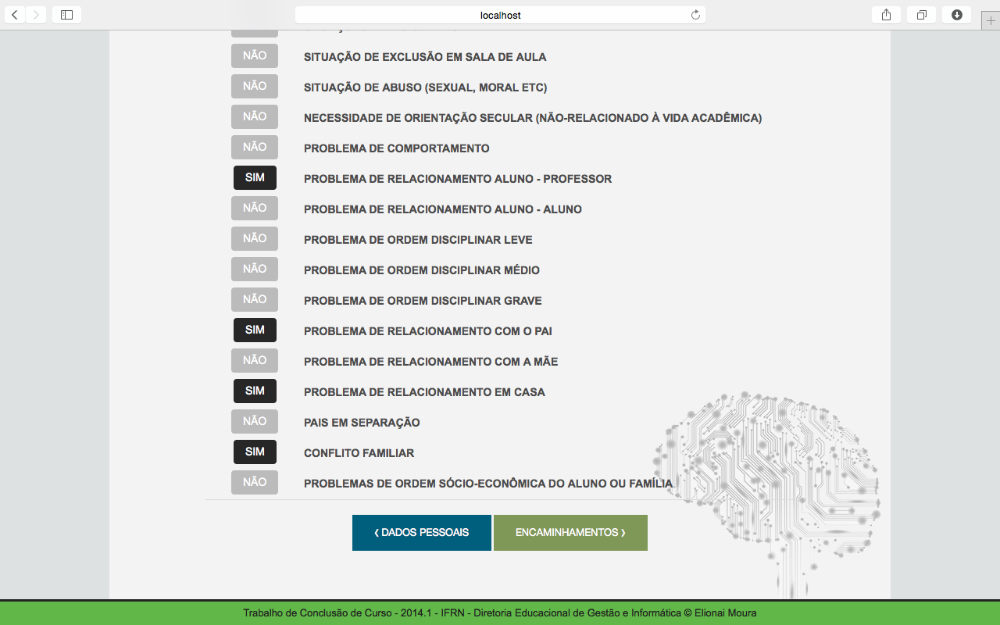 localhost
NÃO SITUAÇÃO DE EXCLUSÃO EM SALA DE AULA
NÃO SITUAÇÃO DE ABUSO (SEXUAL, MORAL ETC)
NÃO NECESSIDADE DE ORIENTAÇÃO SECULAR (NÃO-RELACIONADO À VIDA ACADÊMICA)
NÃO PROBLEMA DE COMPORTAMENTO
SIM PROBLEMA DE RELACIONAMENTO ALUNO - PROFESSOR
NÃO PROBLEMA DE RELACIONAMENTO ALUNO - ALUNO
NÃO PROBLEMA DE ORDEM DISCIPLINAR LEVE
NÃO PROBLEMA DE ORDEM DISCIPLINAR MÉDIO
NÃO PROBLEMA DE ORDEM DISCIPLINAR GRAVE
SIM PROBLEMA DE RELACIONAMENTO COM O PAI
NÃO PROBLEMA DE RELACIONAMENTO COM A MÃE
SIM PROBLEMA DE RELACIONAMENTO EM CASA
NÃO PAIS EM SEPARAÇÃO
SIM CONFLITO FAMILIAR
NÃO PROBLEMAS DE ORDEM SÓCIO-ECONÔMICA DO ALUNO OU FAMÍLIA
‹ DADOS PESSOAIS ENCAMINHAMENTOS ›
Trabalho de Conclusão de Curso - 2014.1 - IFRN - Diretoria Educacional de Gestão e Informática © Elionai Moura